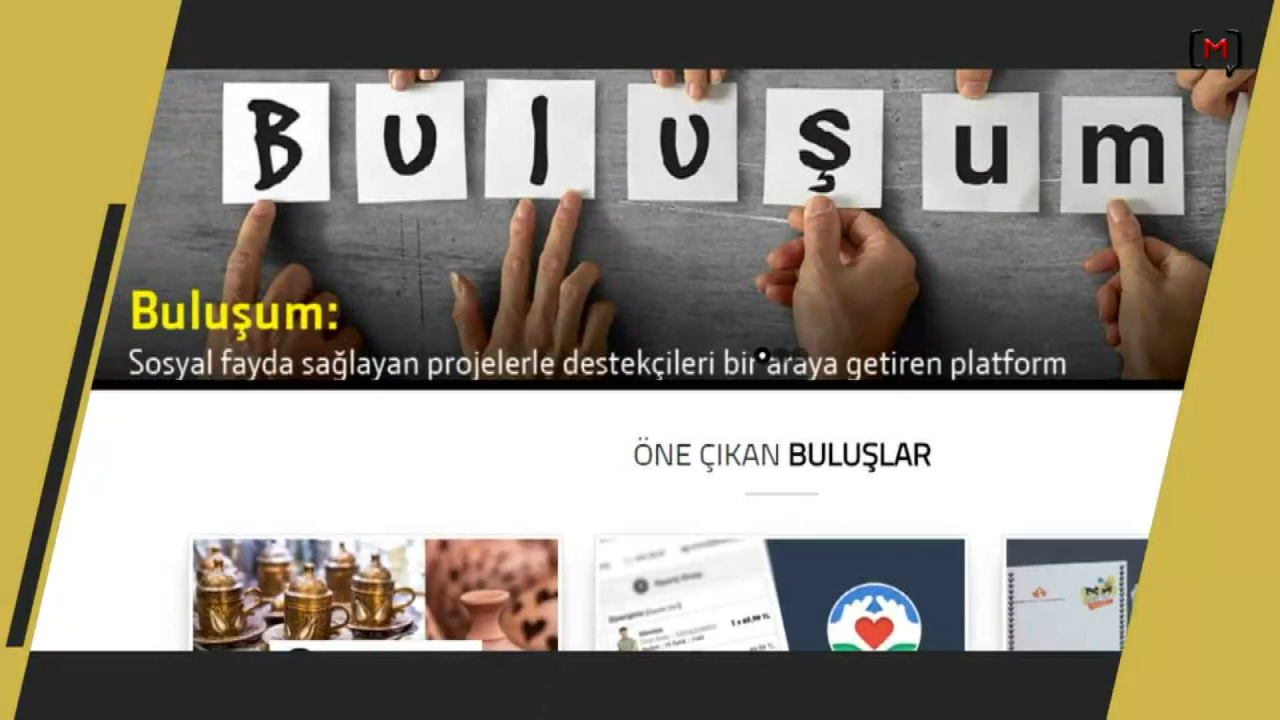 Buluşum
Buluşum:
Sosyal fayda sağlayan projelerle destekçileri bir araya getiren platform
ÖNE ÇIKAN BULUŞLAR
M